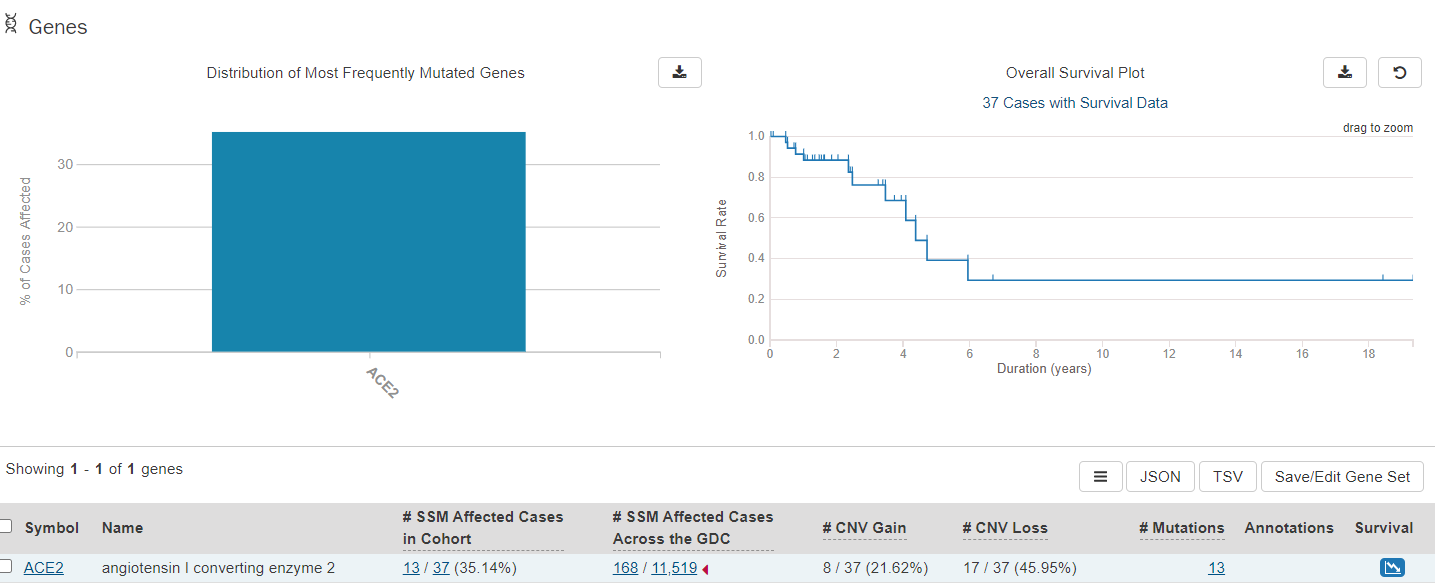 Genes
Distribution of Most Frequently Mutated Genes
% of Cases Affected
30
20
10
0
ACE2
Overall Survival Plot
37 Cases with Survival Data
drag to zoom
Survival Rate
1.0
0.8
0.6
0.4
0.2
0.0
0 2 4 6 8 10 12 14 16 18
Duration (years)
Showing 1 - 1 of 1 genes
JSON TSV Save/Edit Gene Set
Symbol Name # SSM Affected Cases in Cohort # SSM Affected Cases Across the GDC # CNV Gain # CNV Loss # Mutations Annotations Survival
ACE2 angiotensin I converting enzyme 2 13 / 37 (35.14%) 168 / 11,519 8 / 37 (21.62%) 17 / 37 (45.95%) 13